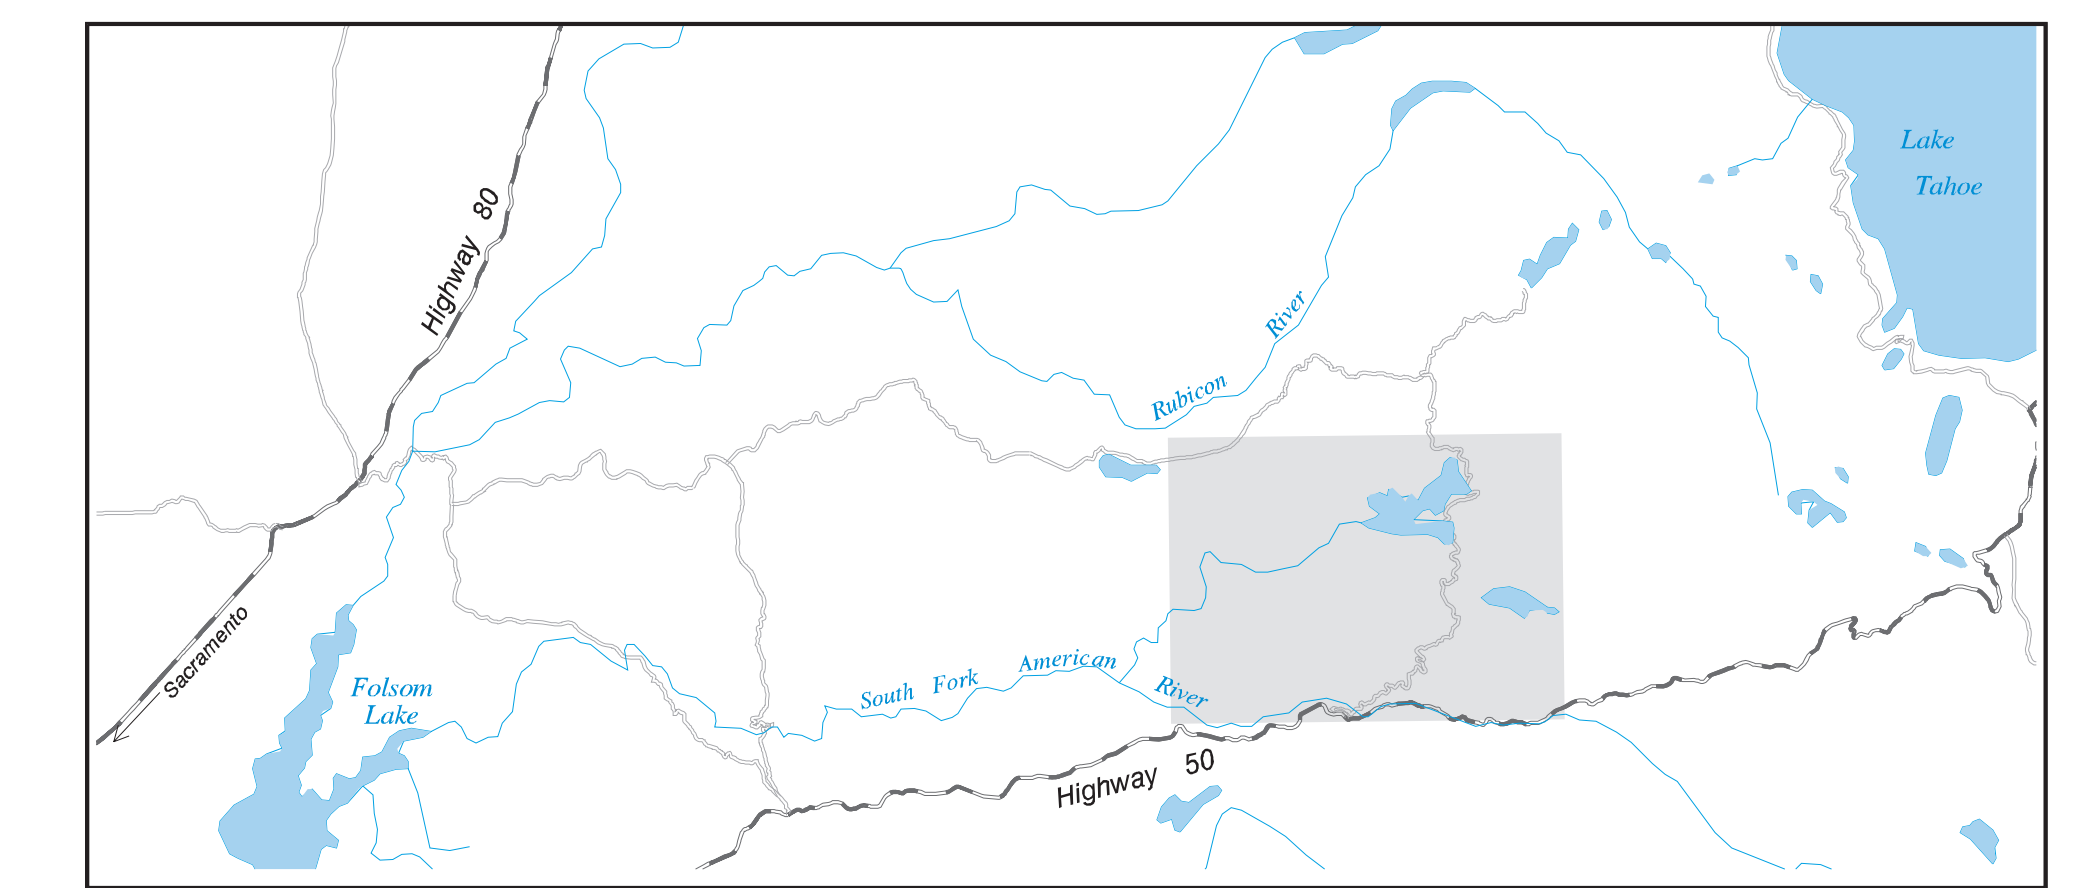 Lake
Tahoe
Highway 80
Rubicon River
Sacramento
Folsom
Lake
South Fork American River
Highway 50